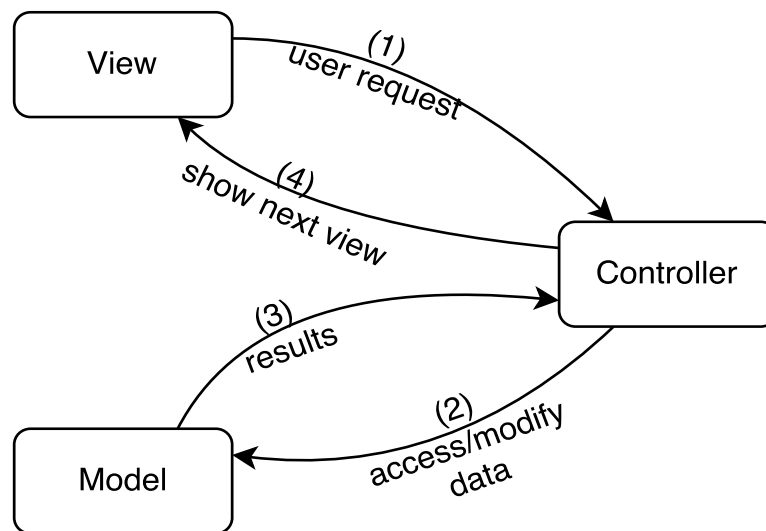 View
(1)
user request
(4)
show next view
Controller
(3)
results
(2)
access/modify
data
Model